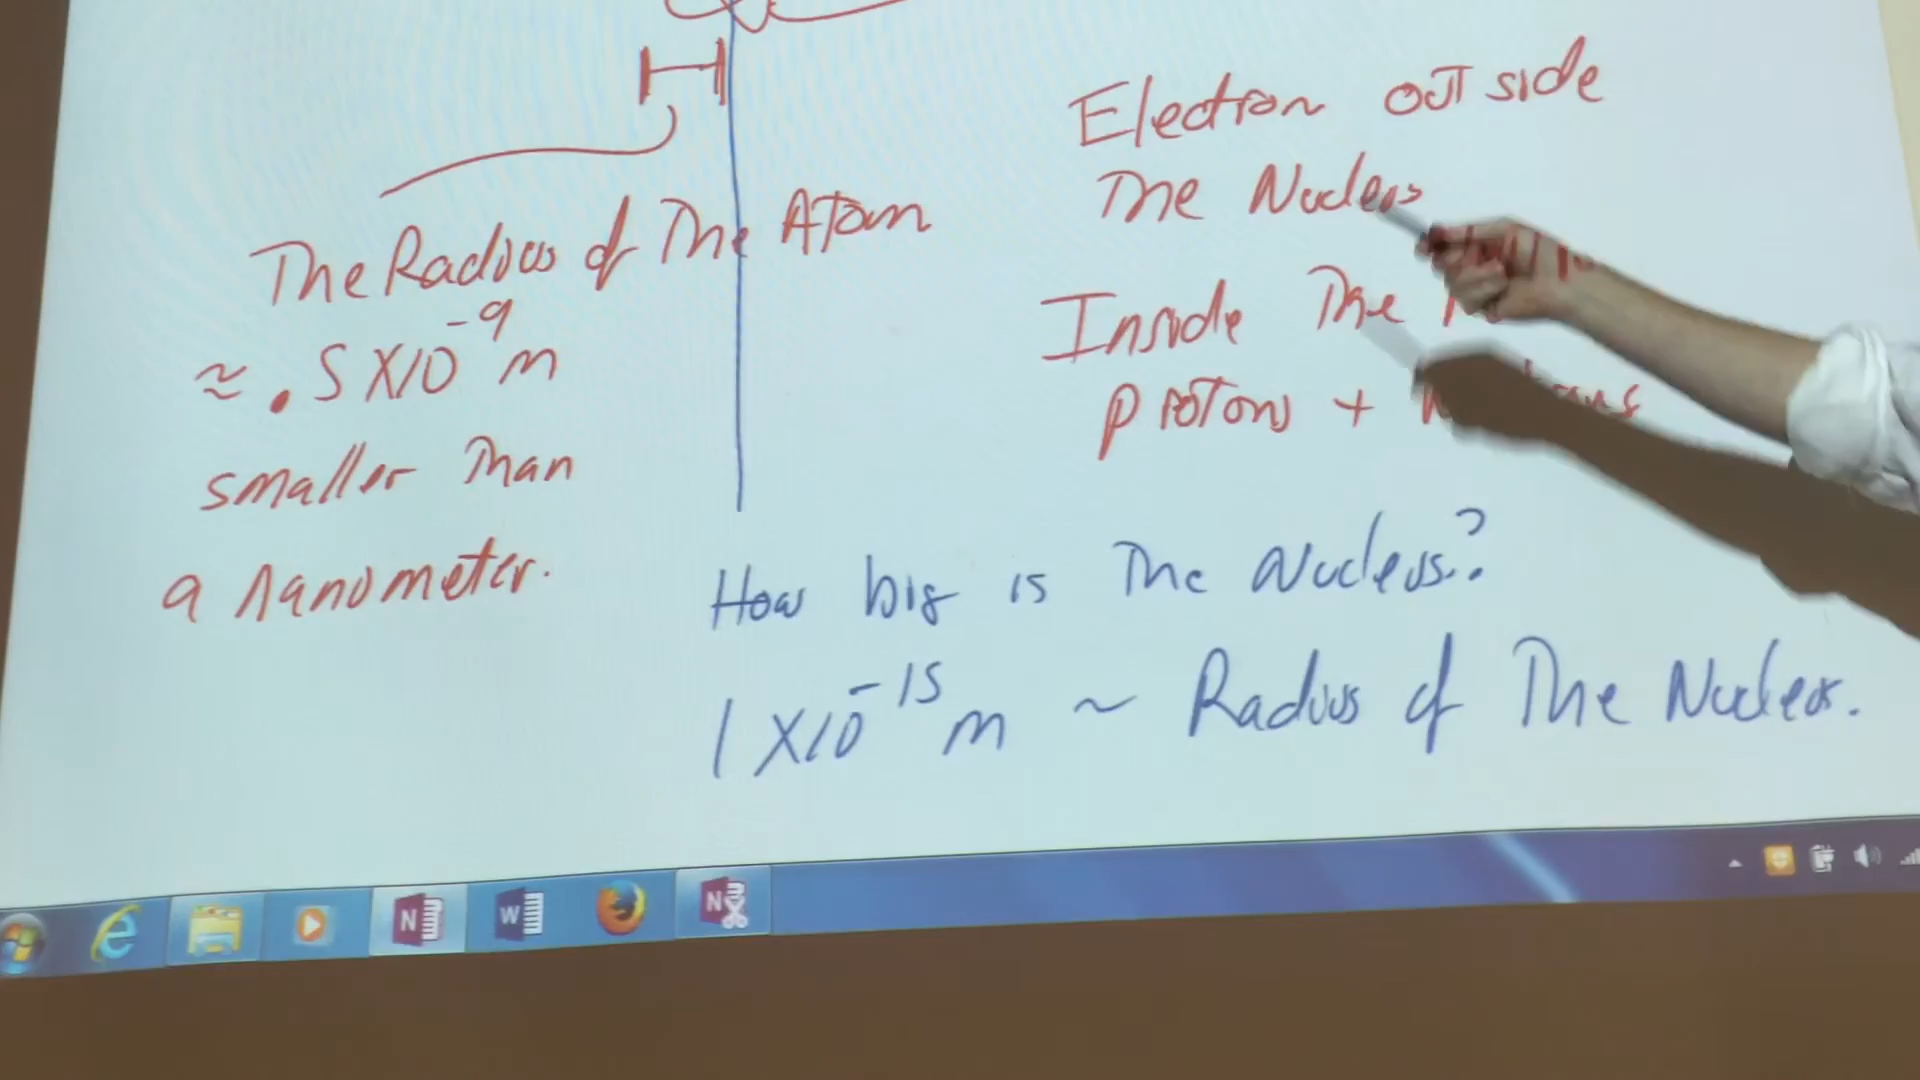 The Radius of The Atom
≈ .5 X10⁻⁹ m
smaller Than
a nanometer.
Electron outside
The Nucleus
Inside The
protons +
How big is The Nucleus?
1 X10⁻¹⁵ m ~ Radius of The Nucleus.